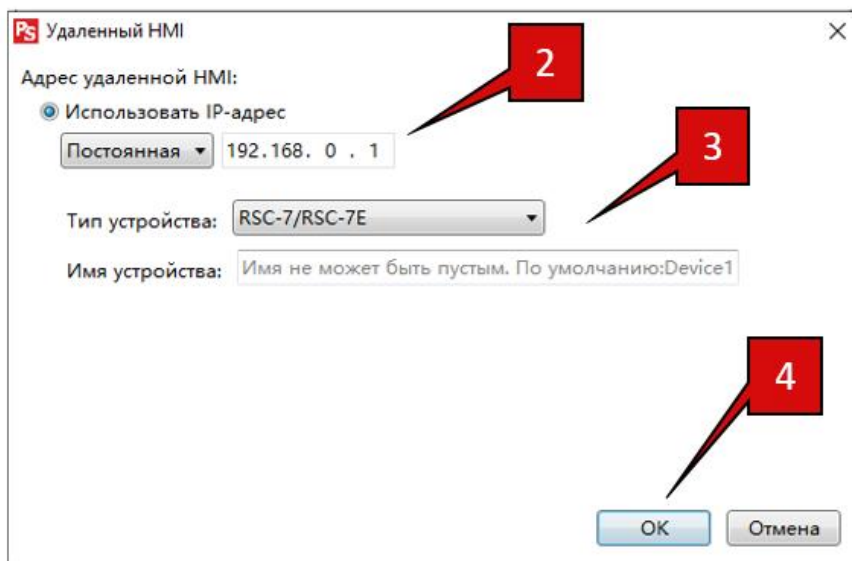 PS Удаленный HMI
2
Адрес удаленной HMI:
Использовать IP-адрес
Постоянная 192.168. 0 . 1
3
Тип устройства: RSC-7/RSC-7E
Имя устройства: Имя не может быть пустым. По умолчанию:Device1
4
OK Отмена